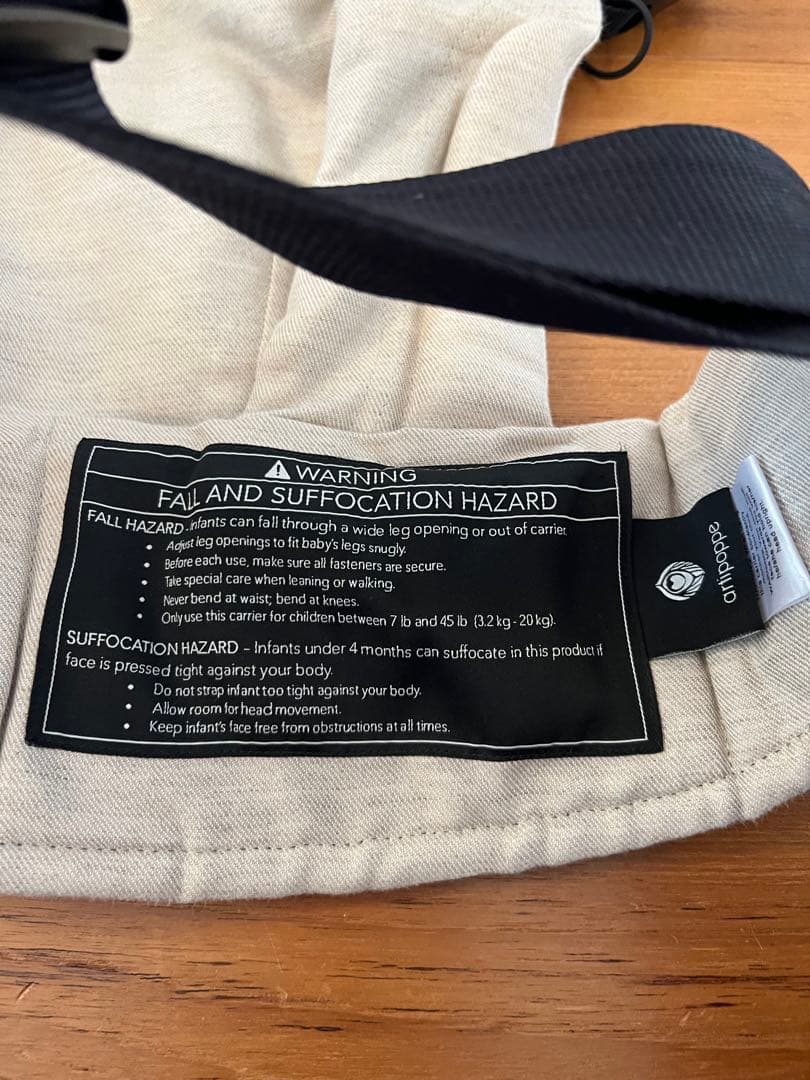 WARNING
FALL AND SUFFOCATION HAZARD
FALL HAZARD-Infants can fall through a wide leg opening or out of carrier.
• Adjust leg openings to fit baby's legs snugly.
• Before each use, make sure all fasteners are secure.
• Take special care when leaning or walking.
• Never bend at waist; bend at knees.
• Only use this carrier for children between 7 lb and 45 lb (3.2 kg - 20 kg).
SUFFOCATION HAZARD - Infants under 4 months can suffocate in this product if
face is pressed tight against your body.
• Do not strap infant too tight against your body.
• Allow room for head movement.
• Keep infant's face free from obstructions at all times.
artipoppe
head upright